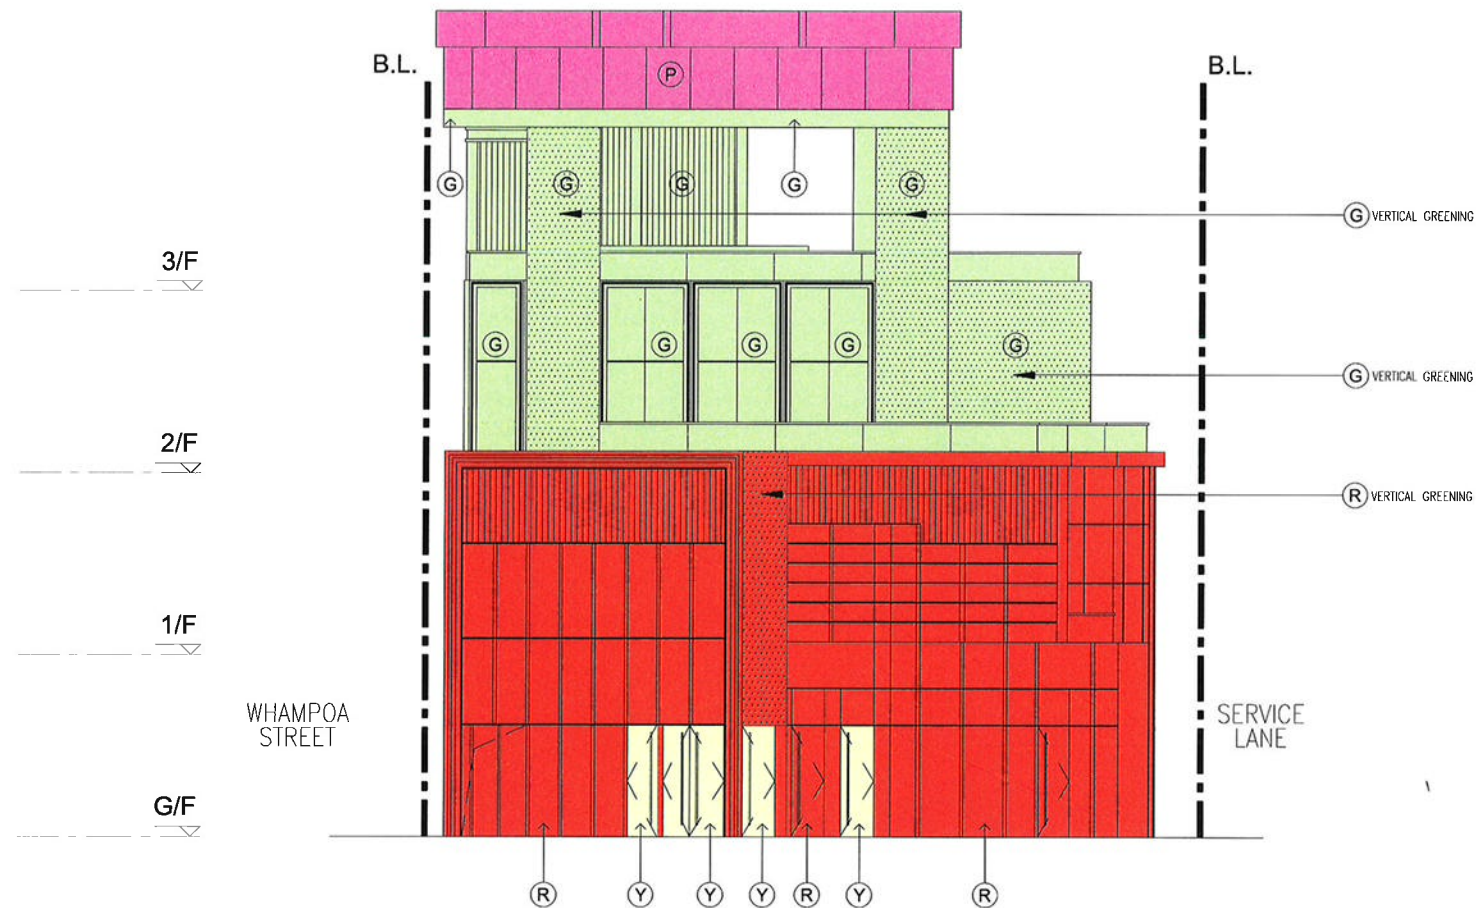 B.L.
B.L.
P
G
G
G
G
G
G VERTICAL GREENING
3/F
G
G
G
G
G
G VERTICAL GREENING
2/F
R VERTICAL GREENING
1/F
WHAMPOA
STREET
SERVICE
LANE
G/F
R
Y
Y
Y
R
Y
R